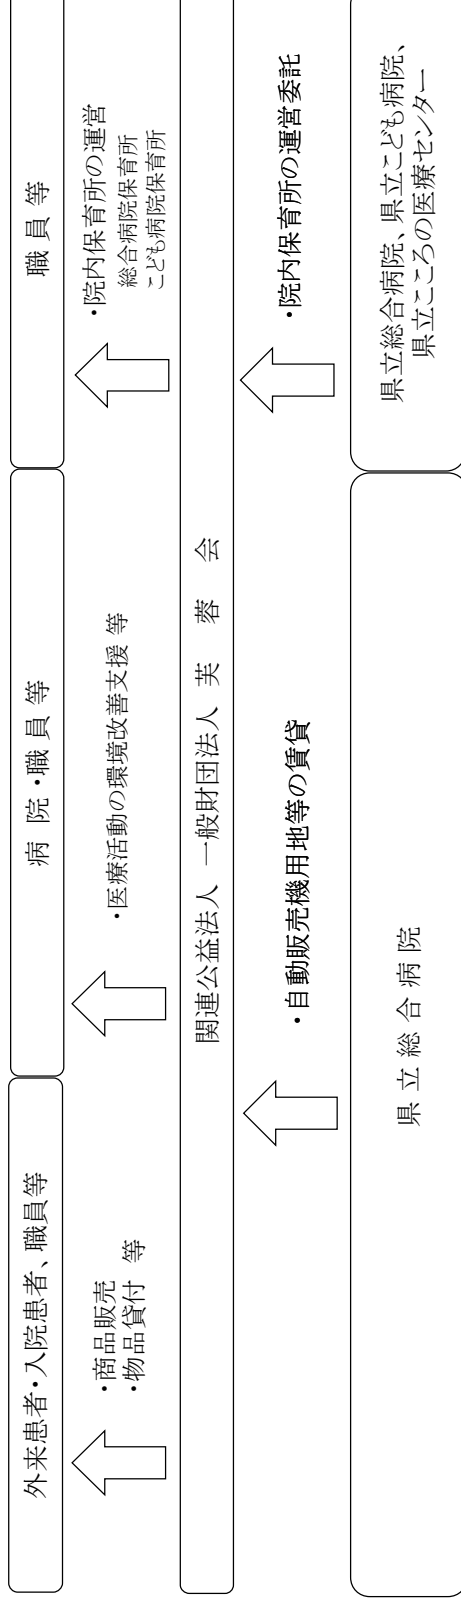 外来患者・入院患者、職員等
病 院 ・職 員 等
職 員 等
・商品販売
・物品貸付 等
・医療活動の環境改善支援 等
・院内保育所の運営
総合病院保育所
こども病院保育所
関連公益法人 一般財団法人 芙 蓉 会
・自動販売機用地等の賃貸
・院内保育所の運営委託
県 立 総 合 病 院
県立総合病院、県立こども病院、
県立こころの医療センター